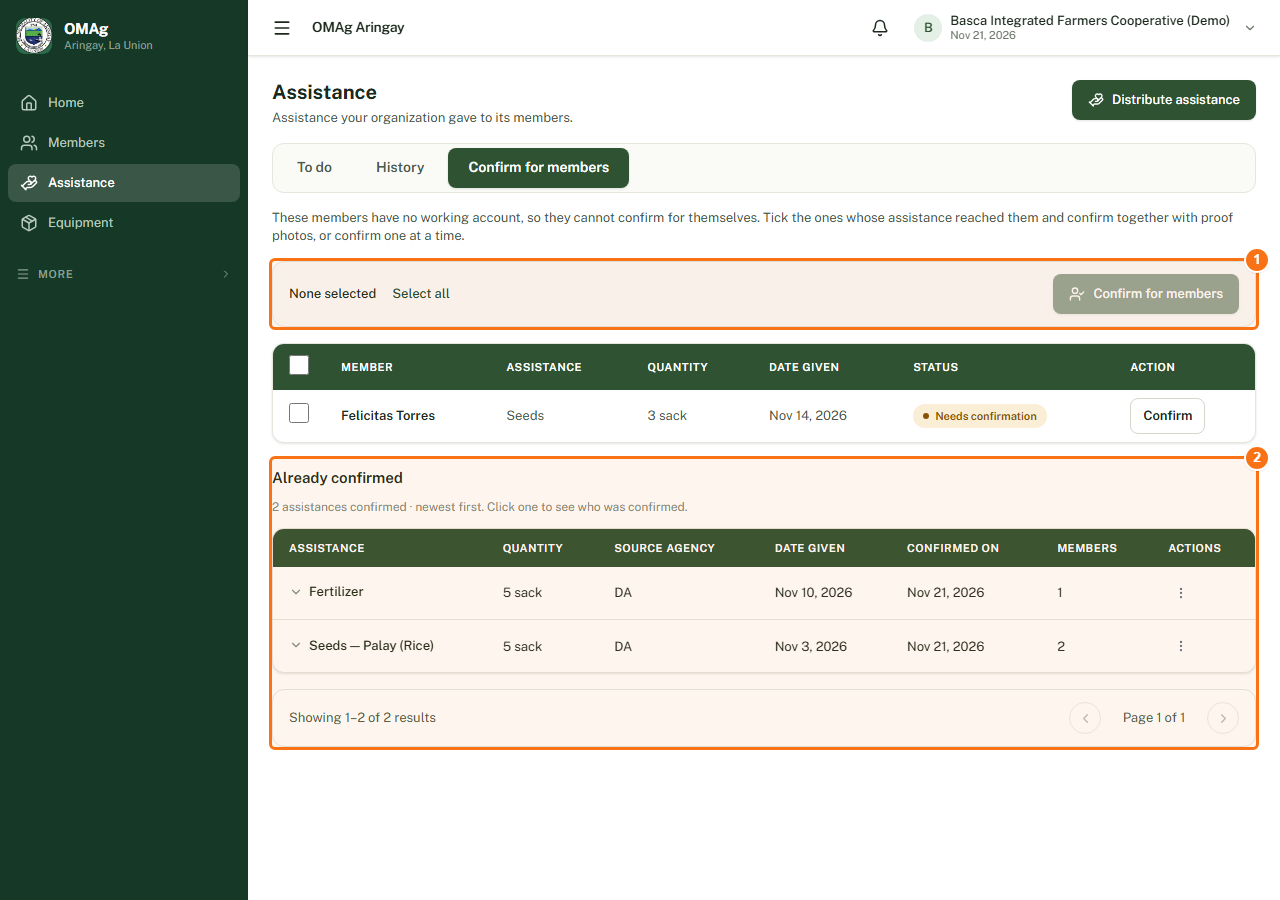 OMAg
Aringay, La Union
Home
Members
Assistance
Equipment
MORE
OMAg Aringay
B
Basca Integrated Farmers Cooperative (Demo)
Nov 21, 2026
Assistance
Assistance your organization gave to its members.
Distribute assistance
To do History Confirm for members
These members have no working account, so they cannot confirm for themselves. Tick the ones whose assistance reached them and confirm together with proof
photos, or confirm one at a time.
1
None selected Select all Confirm for members
MEMBER ASSISTANCE QUANTITY DATE GIVEN STATUS ACTION
Felicitas Torres Seeds 3 sack Nov 14, 2026 Needs confirmation Confirm
2
Already confirmed
2 assistances confirmed · newest first. Click one to see who was confirmed.
ASSISTANCE QUANTITY SOURCE AGENCY DATE GIVEN CONFIRMED ON MEMBERS ACTIONS
Fertilizer 5 sack DA Nov 10, 2026 Nov 21, 2026 1
Seeds — Palay (Rice) 5 sack DA Nov 3, 2026 Nov 21, 2026 2
Showing 1–2 of 2 results Page 1 of 1